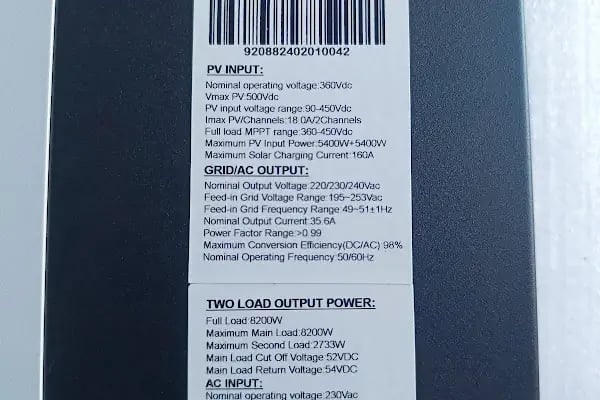 920882402010042
PV INPUT:
Nominal operating voltage:360Vdc
Vmax PV:500Vdc
PV input voltage range:90-450Vdc
Imax PV/Channels:18.0A/2Channels
Full load MPPT range:360-450Vdc
Maximum PV Input Power:5400W+5400W
Maximum Solar Charging Current:160A
GRID/AC OUTPUT:
Nominal Output Voltage:220/230/240Vac
Feed-in Grid Voltage Range:195~253Vac
Feed-in Grid Frequency Range:49~51±1Hz
Nominal Output Current:35.6A
Power Factor Range:>0.99
Maximum Conversion Efficiency(DC/AC):98%
Nominal Operating Frequency:50/60Hz
TWO LOAD OUTPUT POWER:
Full Load:8200W
Maximum Main Load:8200W
Maximum Second Load:2733W
Main Load Cut Off Voltage:52VDC
Main Load Return Voltage:54VDC
AC INPUT:
Nominal operating voltage:230Vac